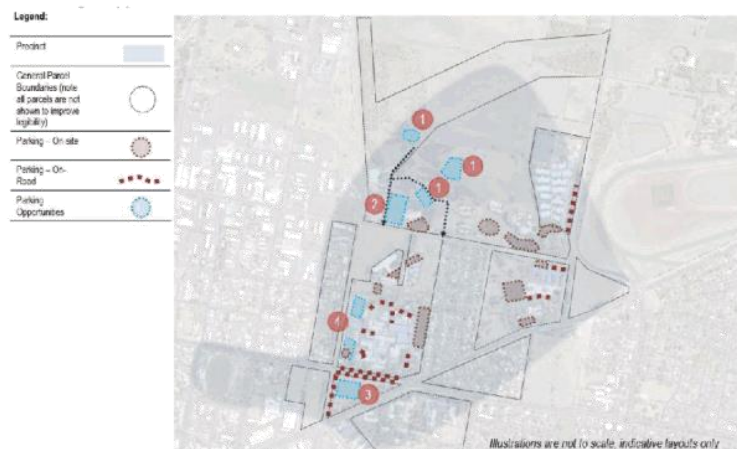 Legend:
Precinct
General Parcel
Boundaries (note
all parcels are not
shown to improve
legibility)
Parking – On site
Parking – On-
Road
Parking
Opportunities
1
1
1
2
4
3
Illustrations are not to scale, indicative layouts only